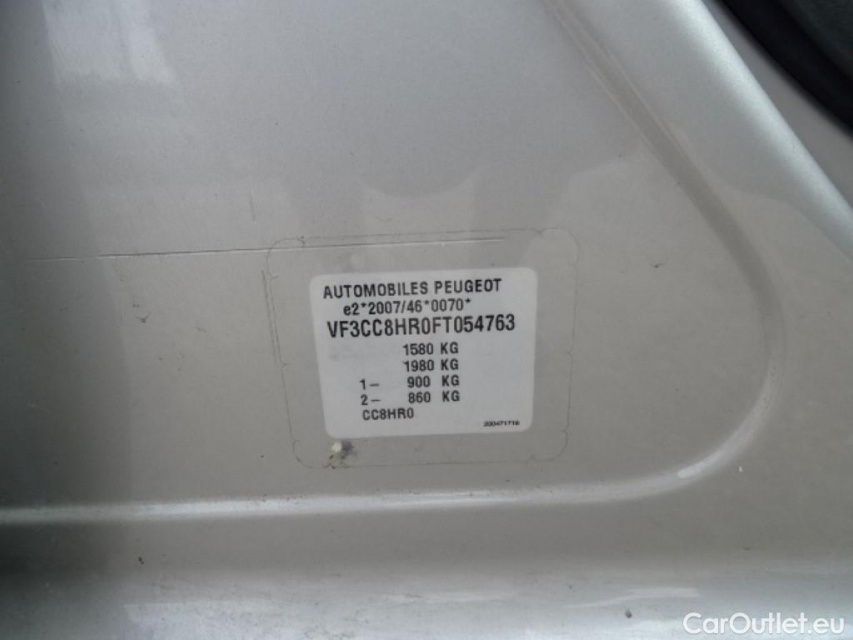 AUTOMOBILES PEUGEOT
e2*2007/46*0070*
VF3CC8HR0FT054763
1580 KG
1980 KG
1- 900 KG
2- 860 KG
CC8HR0
200471718
CarOutlet.eu